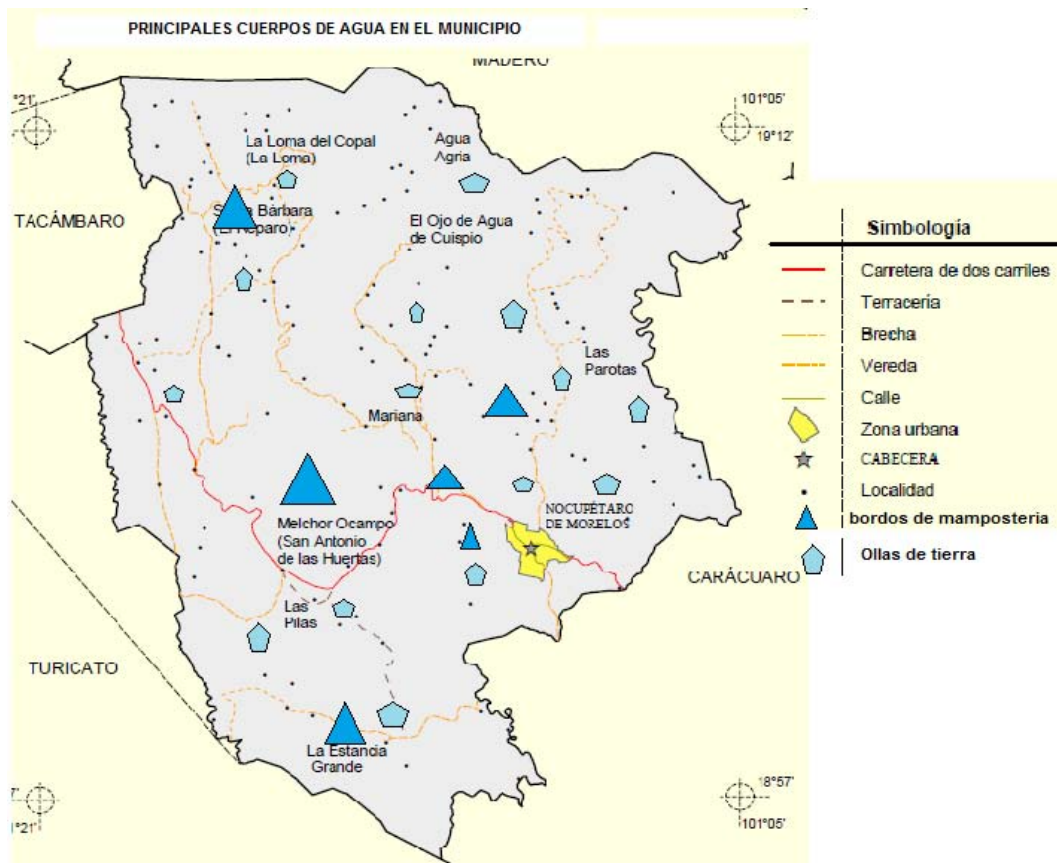 PRINCIPALES CUERPOS DE AGUA EN EL MUNICIPIO
MADERO
°21'
101°05'
19°12'
La Loma del Copal
(La Loma)
Agua
Agria
TACÁMBARO
Bárbara
El Ojo de Agua
de Cuispio
Las
Parotas
Mariana
NOCUPÉTARO
DE MORELOS
Melchor Ocampo
(San Antonio
de las Huertas)
CARÁCUARO
Las
Pilas
TURICATO
La Estancia
Grande
7'
°21'
18°57'
101°05'
Simbología
Carretera de dos carriles
Terracería
Brecha
Vereda
Calle
Zona urbana
CABECERA
Localidad
bordos de mamposteria
Ollas de tierra